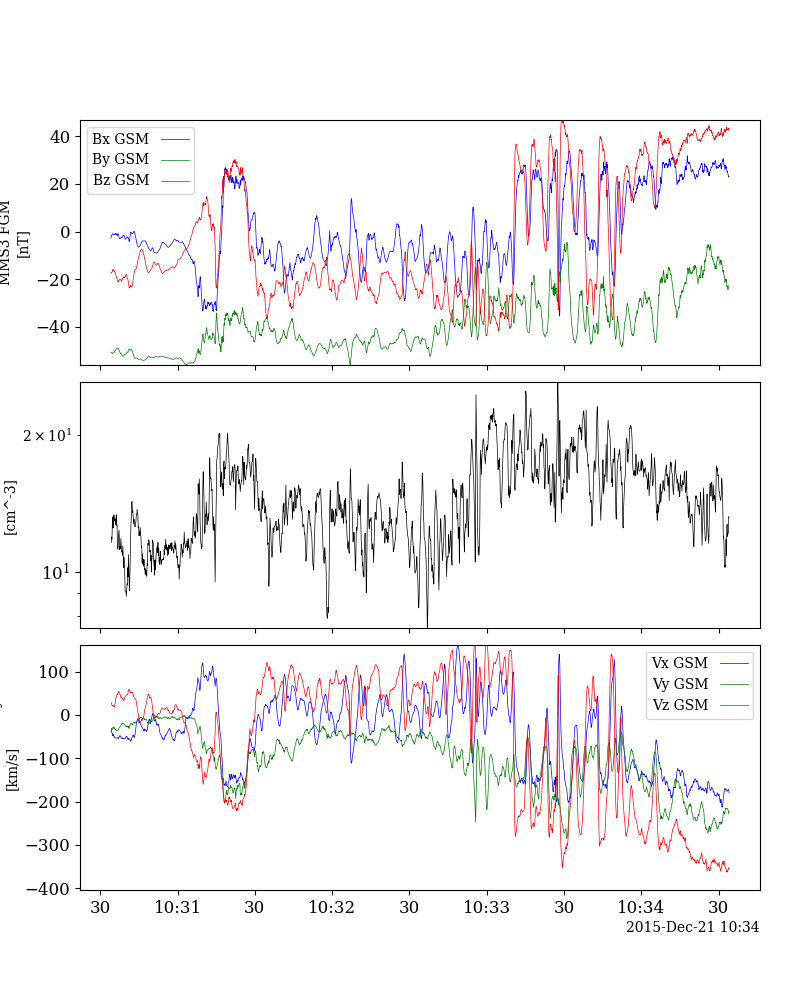 MMS3 FGM
[nT]
40
20
0
−20
−40
Bx GSM
By GSM
Bz GSM
[cm^-3]
2 × 10¹
10¹
[km/s]
100
0
−100
−200
−300
−400
Vx GSM
Vy GSM
Vz GSM
30 10:31 30 10:32 30 10:33 30 10:34 30
2015-Dec-21 10:34